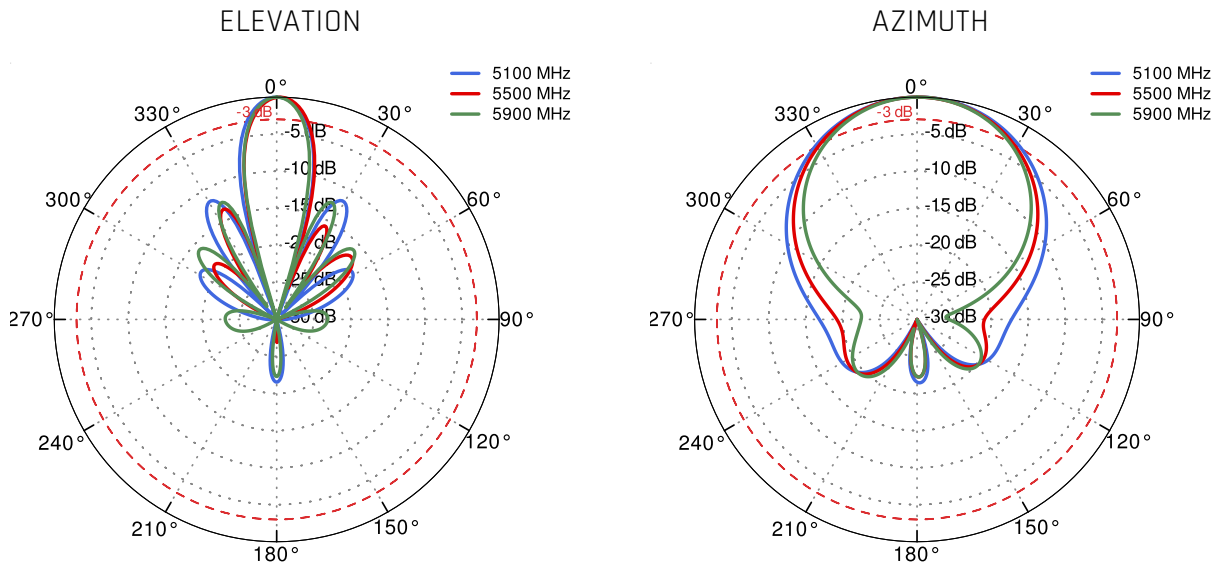 ELEVATION
5100 MHz
5500 MHz
5900 MHz
0°
330°
30°
-3 dB
-5 dB
-10 dB
300°
60°
-15 dB
-20 dB
-25 dB
-30 dB
270°
90°
240°
120°
210°
150°
180°
AZIMUTH
5100 MHz
5500 MHz
5900 MHz
0°
330°
30°
-3 dB
-5 dB
-10 dB
300°
60°
-15 dB
-20 dB
-25 dB
-30 dB
270°
90°
240°
120°
210°
150°
180°